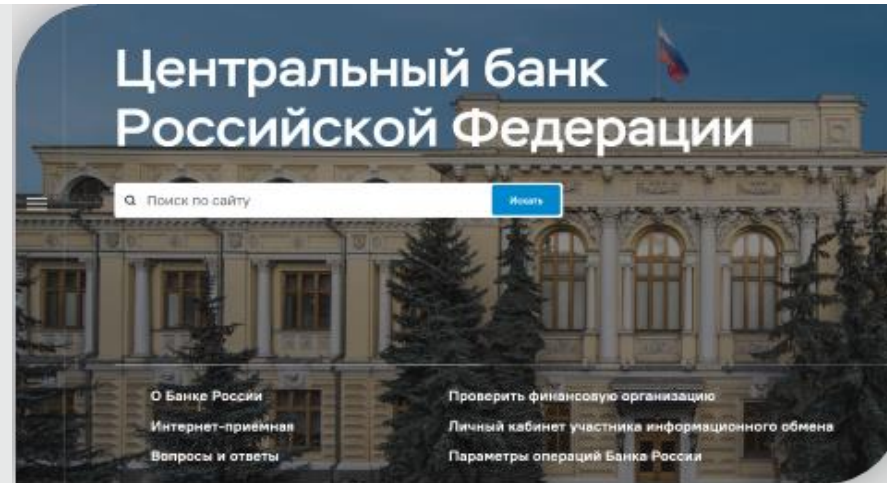 Центральный банк
Российской Федерации
Поиск по сайту
Искать
О Банке России
Проверить финансовую организацию
Интернет-приёмная
Личный кабинет участника информационного обмена
Вопросы и ответы
Параметры операций Банка России